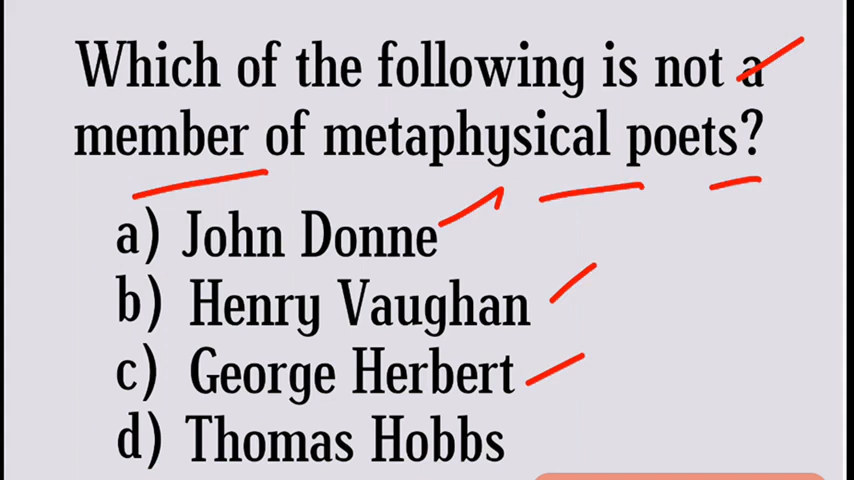 Which of the following is not a
member of metaphysical poets?
a) John Donne
b) Henry Vaughan
c) George Herbert
d) Thomas Hobbs